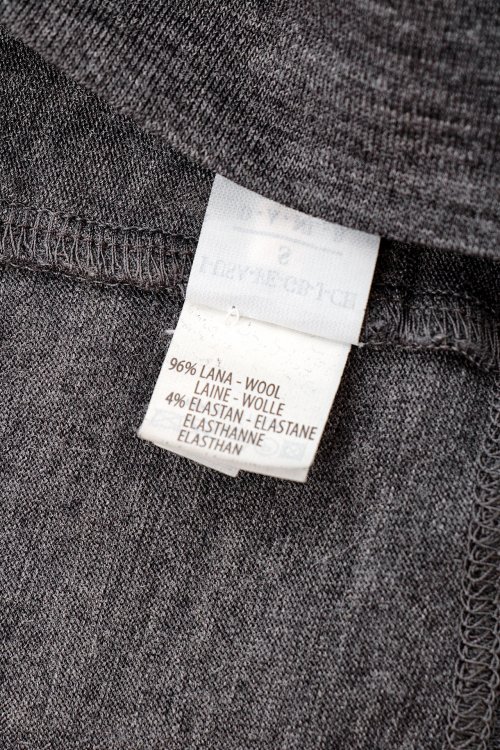 S
96% LANA - WOOL
LAINE - WOLLE
4% ELASTAN - ELASTANE
ELASTHANNE
ELASTHAN